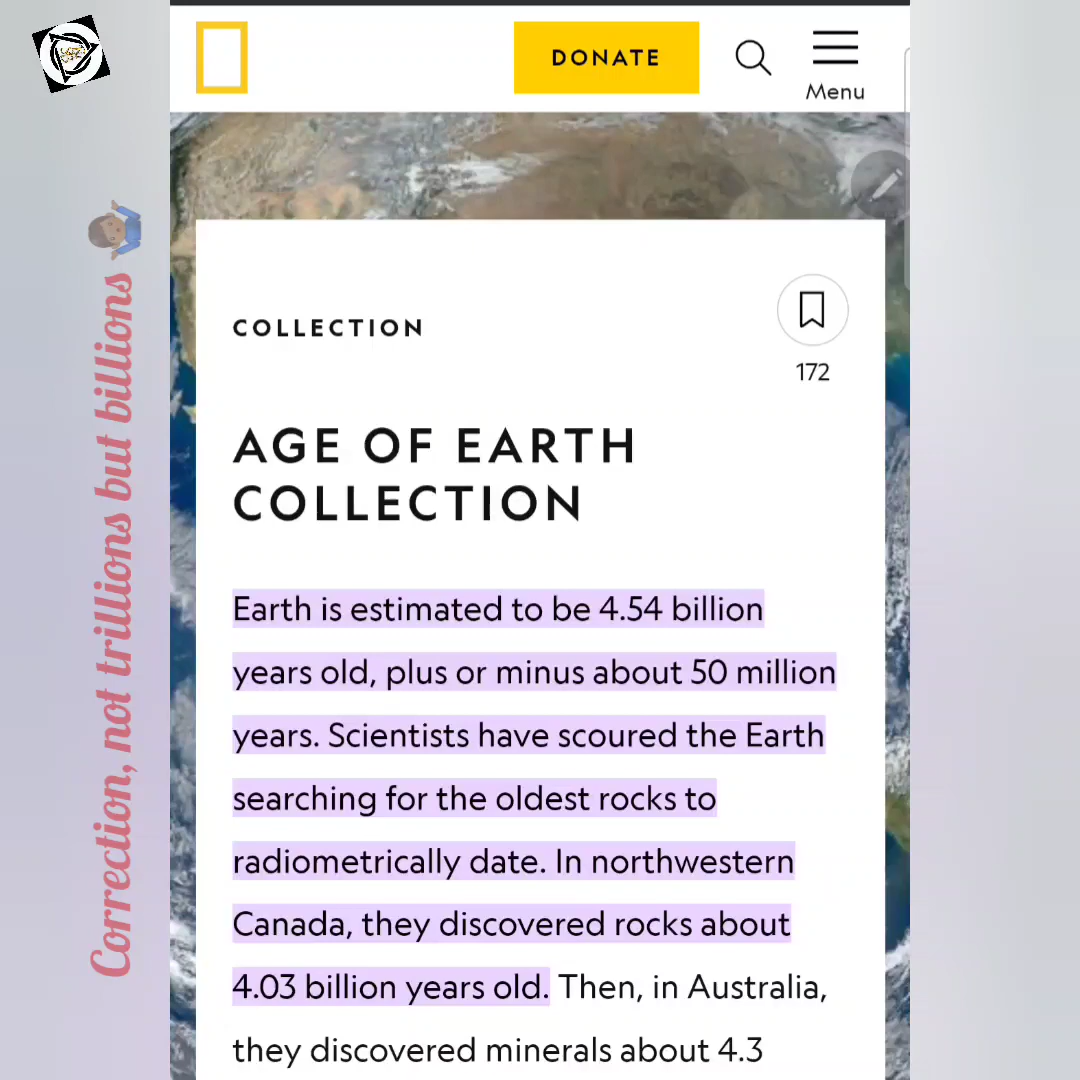 DONATE
Menu
COLLECTION
172
AGE OF EARTH
COLLECTION
Earth is estimated to be 4.54 billion
years old, plus or minus about 50 million
years. Scientists have scoured the Earth
searching for the oldest rocks to
radiometrically date. In northwestern
Canada, they discovered rocks about
4.03 billion years old. Then, in Australia,
they discovered minerals about 4.3
Correction, not trillions but billions 🤷🏽‍♂️